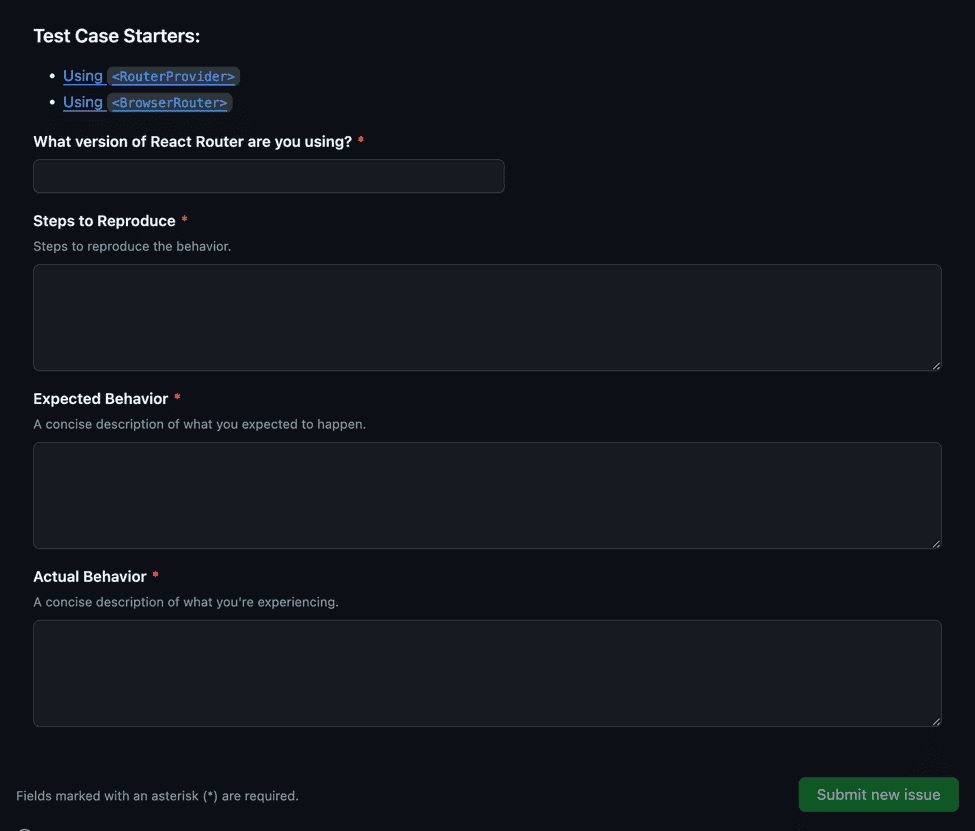 Test Case Starters:
• Using <RouterProvider>
• Using <BrowserRouter>
What version of React Router are you using? *
Steps to Reproduce *
Steps to reproduce the behavior.
Expected Behavior *
A concise description of what you expected to happen.
Actual Behavior *
A concise description of what you're experiencing.
Fields marked with an asterisk (*) are required.
Submit new issue